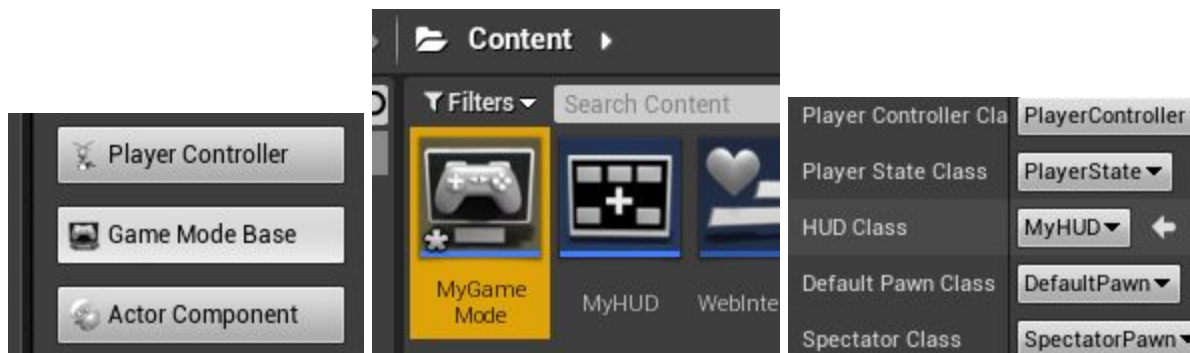 Player Controller
Game Mode Base
Actor Component
Content
Filters
Search Content
MyGame
Mode
MyHUD
WebInte
Player Controller Cla
PlayerController
Player State Class
PlayerState
HUD Class
MyHUD
Default Pawn Class
DefaultPawn
Spectator Class
SpectatorPawn